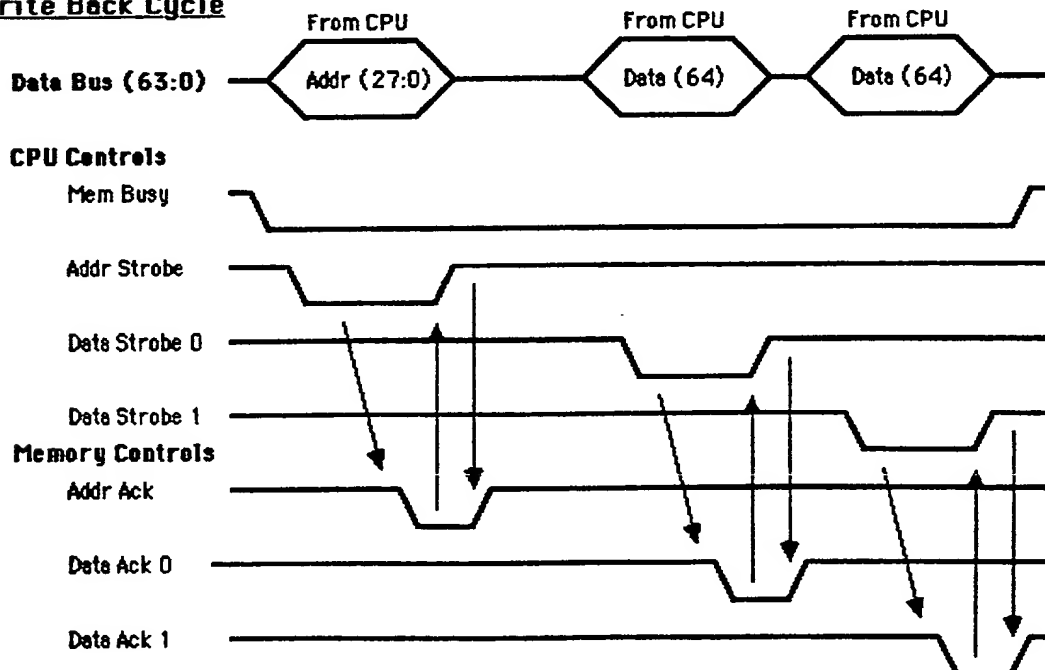 rite Back Cycle
From CPU From CPU From CPU
Data Bus (63:0) Addr (27:0) Data (64) Data (64)
CPU Controls
Mem Busy
Addr Strobe
Data Strobe 0
Data Strobe 1
Memory Controls
Addr Ack
Data Ack 0
Data Ack 1